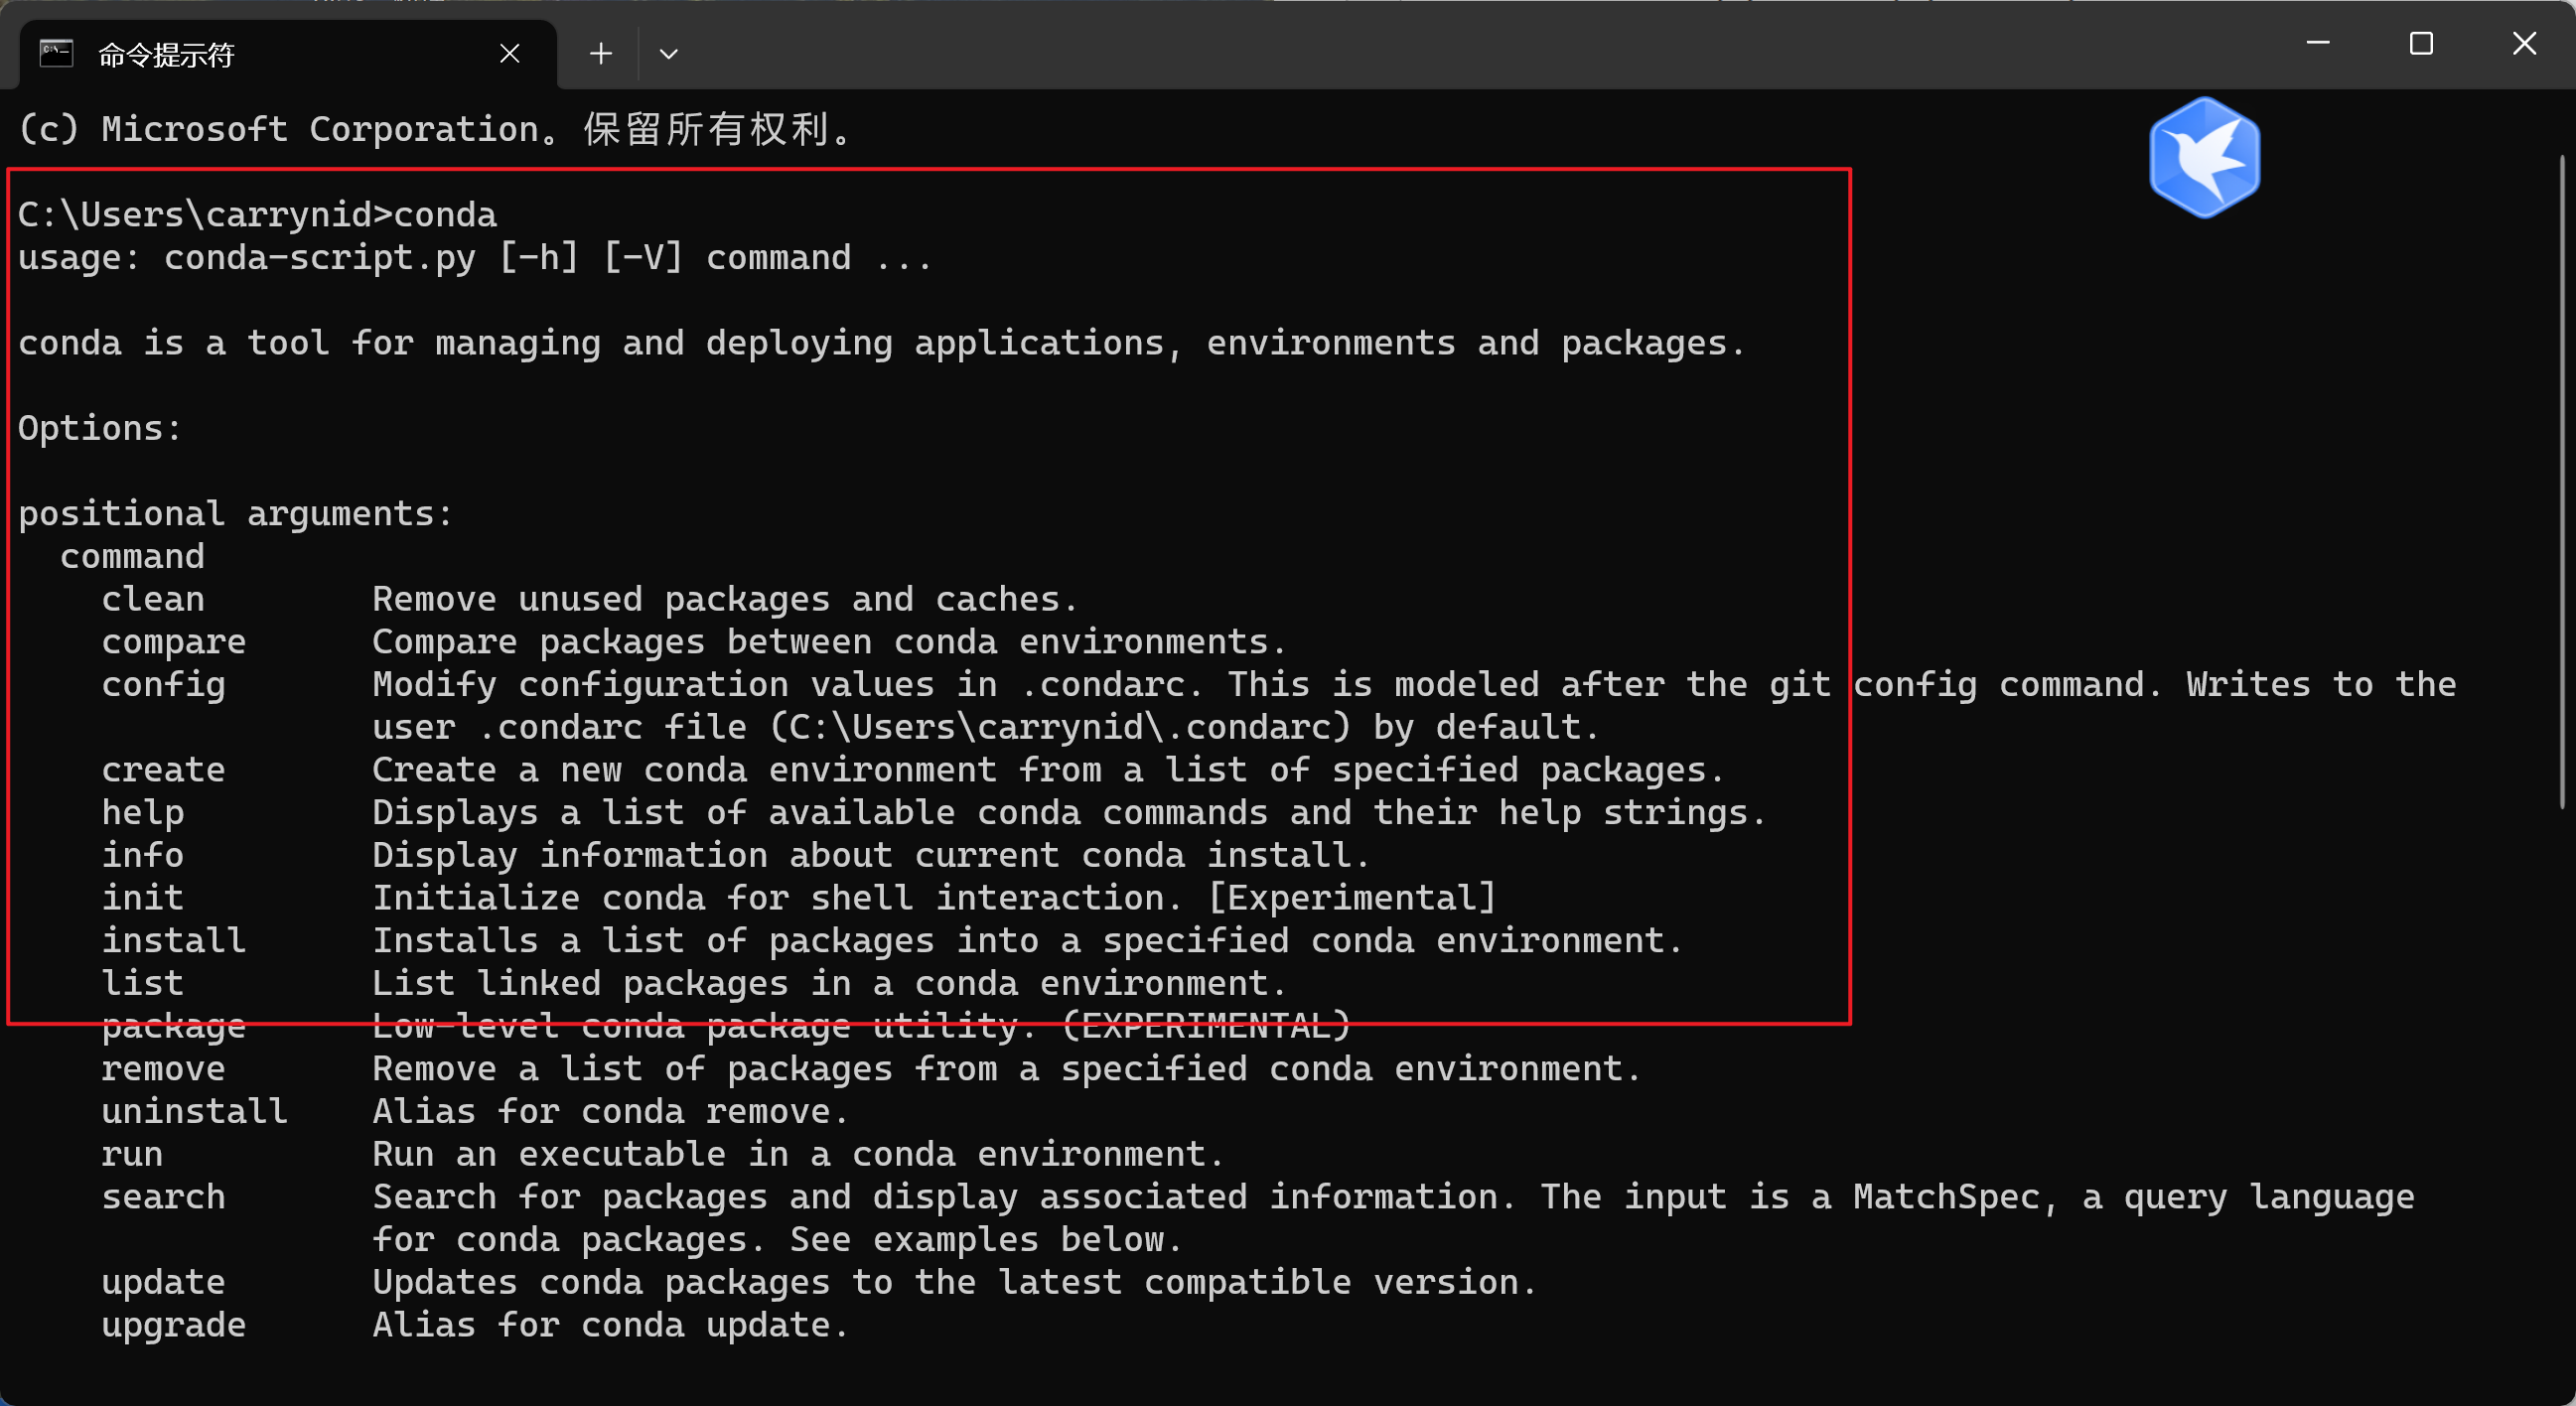 命令提示符
(c) Microsoft Corporation。保留所有权利。
C:\Users\carrynid>conda
usage: conda-script.py [-h] [-V] command ...
conda is a tool for managing and deploying applications, environments and packages.
Options:
positional arguments:
  command
    clean        Remove unused packages and caches.
    compare      Compare packages between conda environments.
    config       Modify configuration values in .condarc. This is modeled after the git config command. Writes to the
                 user .condarc file (C:\Users\carrynid\.condarc) by default.
    create       Create a new conda environment from a list of specified packages.
    help         Displays a list of available conda commands and their help strings.
    info         Display information about current conda install.
    init         Initialize conda for shell interaction. [Experimental]
    install      Installs a list of packages into a specified conda environment.
    list         List linked packages in a conda environment.
    package      Low-level conda package utility. (EXPERIMENTAL)
    remove       Remove a list of packages from a specified conda environment.
    uninstall    Alias for conda remove.
    run          Run an executable in a conda environment.
    search       Search for packages and display associated information. The input is a MatchSpec, a query language
                 for conda packages. See examples below.
    update       Updates conda packages to the latest compatible version.
    upgrade      Alias for conda update.